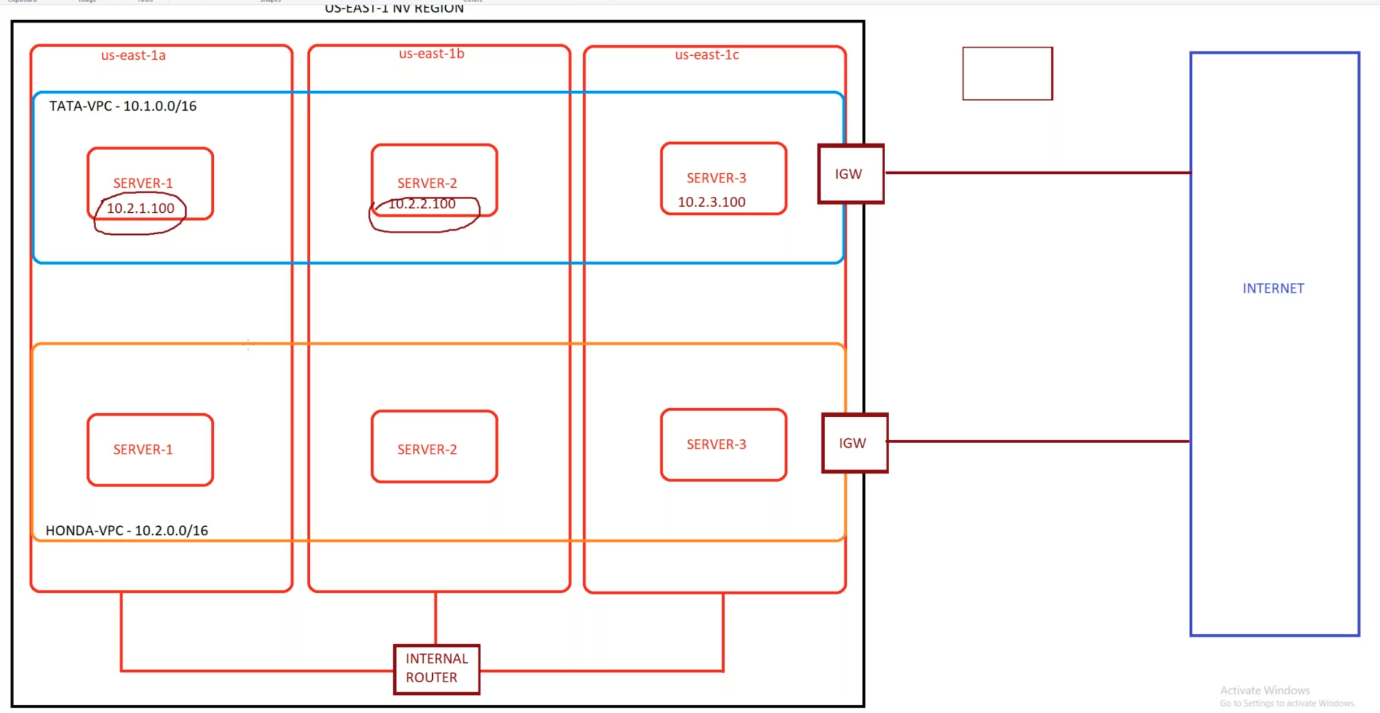 US-EAST-1 NV REGION
us-east-1a
us-east-1b
us-east-1c
TATA-VPC - 10.1.0.0/16
SERVER-1
10.2.1.100
SERVER-2
10.2.2.100
SERVER-3
10.2.3.100
IGW
INTERNET
SERVER-1
SERVER-2
SERVER-3
IGW
HONDA-VPC - 10.2.0.0/16
INTERNAL
ROUTER
Activate Windows
Go to Settings to activate Windows.